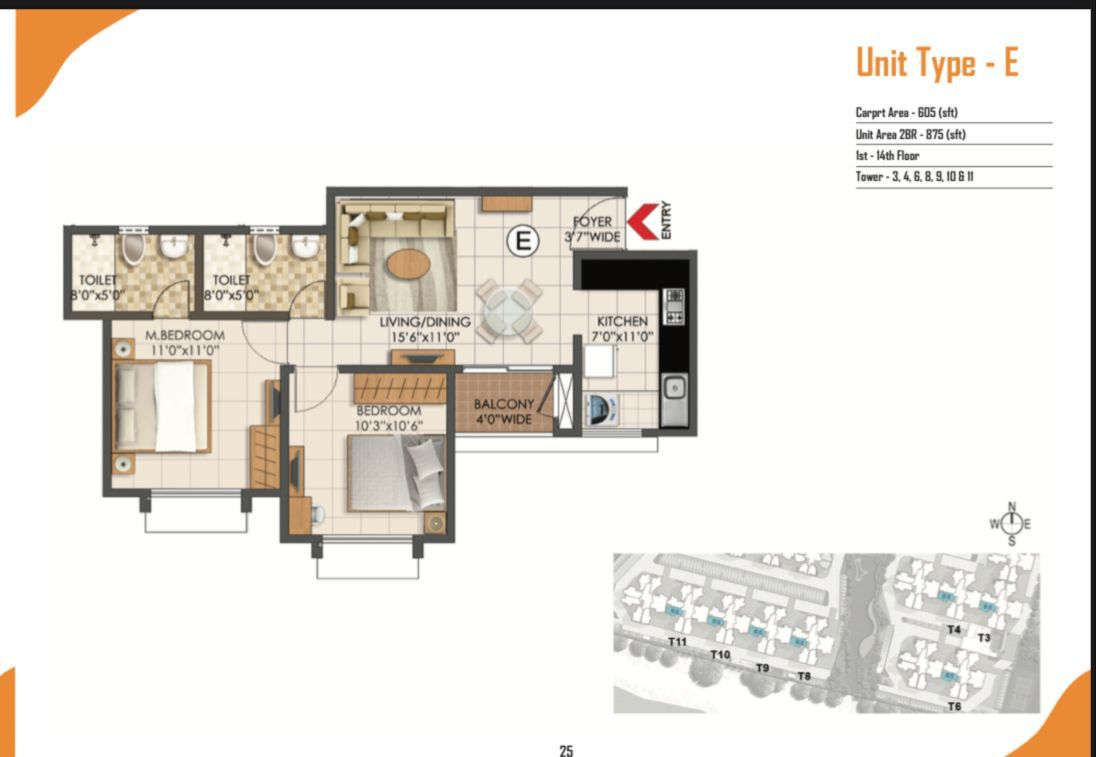 Unit Type - E
Carprt Area - 605 (sft)
Unit Area 2BR - 875 (sft)
1st - 14th Floor
Tower - 3, 4, 6, 8, 9, 10 & 11
ENTRY
FOYER
3'7"WIDE
E
TOILET
8'0"x5'0"
TOILET
8'0"x5'0"
LIVING/DINING
15'6"x11'0"
KITCHEN
7'0"x11'0"
M.BEDROOM
11'0"x11'0"
BEDROOM
10'3"x10'6"
BALCONY
4'0"WIDE
N
W
E
S
T11
T10
T9
T8
T4
T3
T6
25